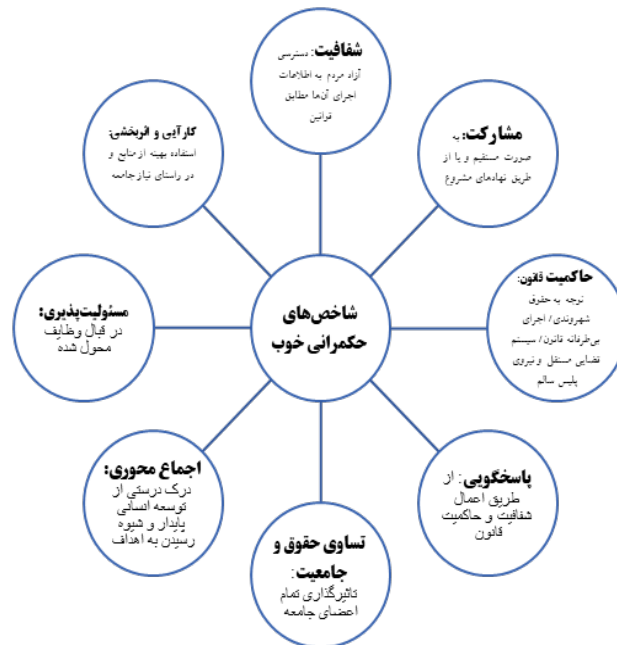 شفافیت: دسترسی
آزاد مردم به اطلاعات
اجرای آن‌ها مطابق
قوانین
مشارکت: به
صورت مستقیم و یا از
طریق نهادهای مشروع
حاکمیت قانون:
توجه به حقوق
شهروندی/ اجرای
بی‌طرفانه قانون/ سیستم
قضایی مستقل و نیروی
پلیس سالم
پاسخگویی: از
طریق اعمال
شفافیت و حاکمیت
قانون
تساوی حقوق و
جامعیت:
تاثیرگذاری تمام
اعضای جامعه
اجماع محوری:
درک درستی از
توسعه انسانی
پایدار و شیوه
رسیدن به اهداف
مسئولیت‌پذیری:
در قبال وظایف
محول شده
کارآیی و اثربخشی:
استفاده بهینه از منابع و
در راستای نیاز جامعه
شاخص‌های
حکمرانی خوب